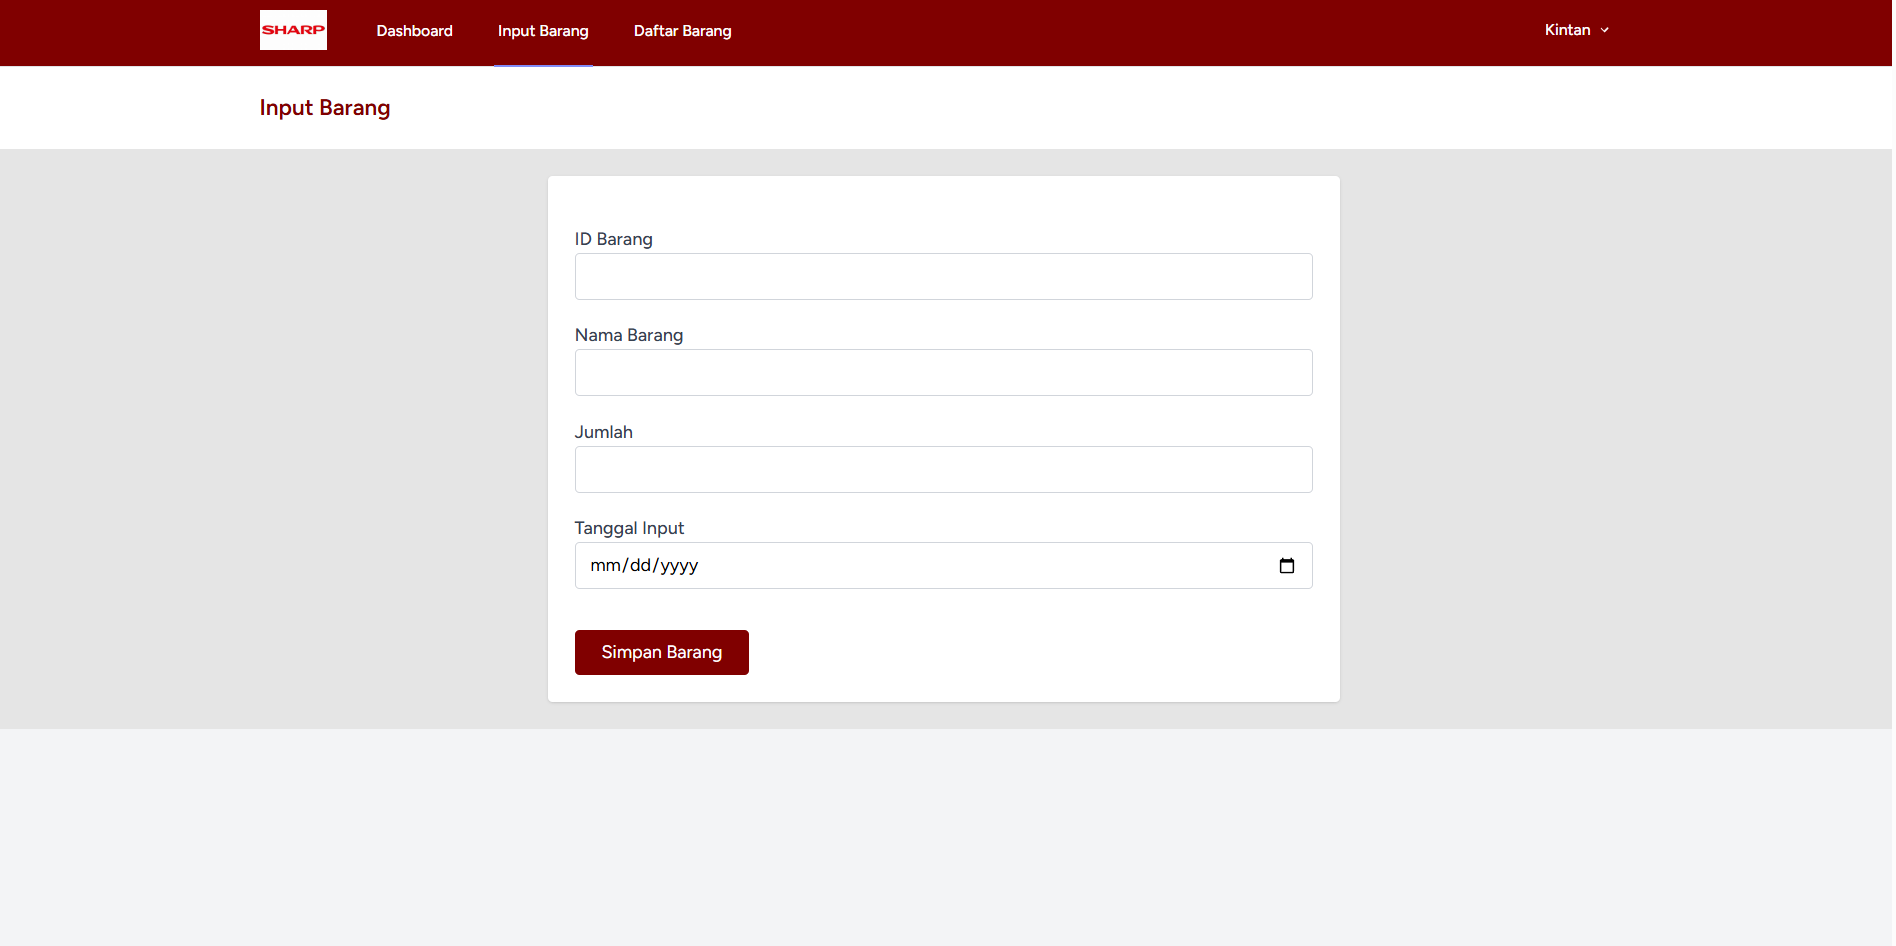 SHARP Dashboard Input Barang Daftar Barang Kintan
Input Barang
ID Barang
Nama Barang
Jumlah
Tanggal Input
mm/dd/yyyy
Simpan Barang